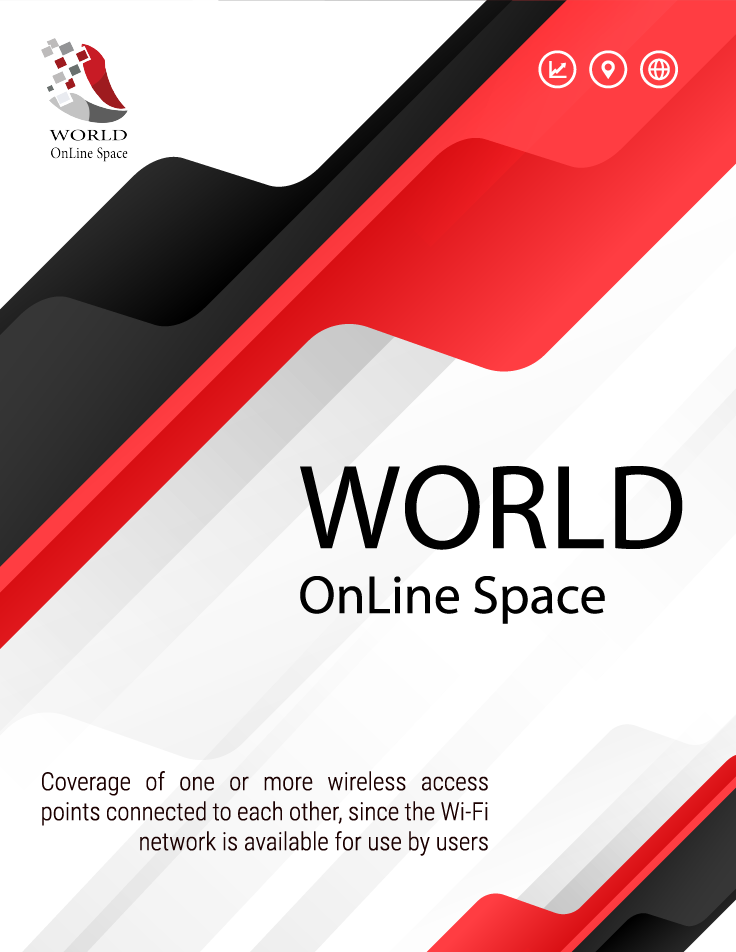 WORLD
OnLine Space
WORLD
OnLine Space
Coverage of one or more wireless access
points connected to each other, since the Wi-Fi
network is available for use by users